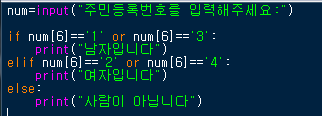 num=input("주민등록번호를 입력해주세요:")
if num[6]=='1' or num[6]=='3':
    print("남자입니다")
elif num[6]=='2' or num[6]=='4':
    print("여자입니다")
else:
    print("사람이 아닙니다")